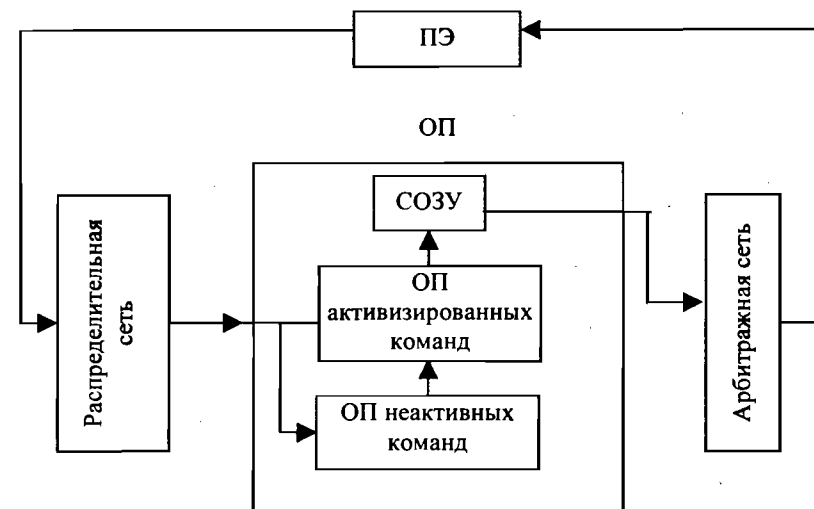 ПЭ
ОП
СОЗУ
Распределительная
сеть
ОП
активизированных
команд
ОП неактивных
команд
Арбитражная сеть